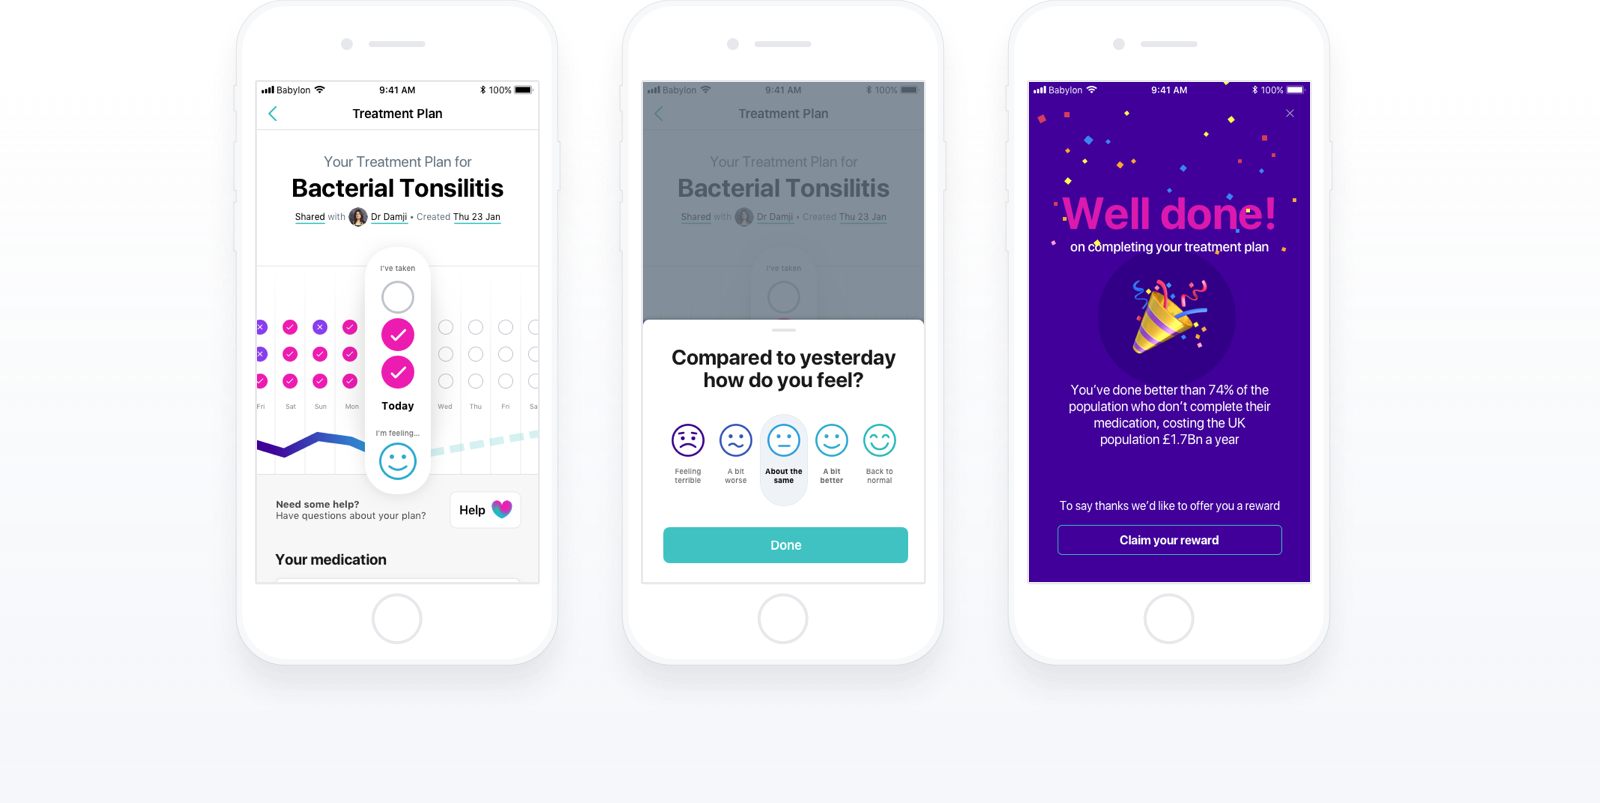 Babylon 9:41 AM 100%
Treatment Plan
Your Treatment Plan for
Bacterial Tonsilitis
Shared with Dr Damji • Created Thu 23 Jan
I've taken
Fri Sat Sun Mon Today Wed Thu Fri Sa
I'm feeling...
Need some help?
Have questions about your plan?
Help
Your medication
Babylon 9:41 AM 100%
Treatment Plan
Your Treatment Plan for
Bacterial Tonsilitis
Shared with Dr Damji • Created Thu 23 Jan
I've taken
Compared to yesterday
how do you feel?
Feeling
terrible
A bit
worse
About the
same
A bit
better
Back to
normal
Done
Babylon 9:41 AM 100%
Well done!
on completing your treatment plan
You've done better than 74% of the
population who don't complete their
medication, costing the UK
population £1.7Bn a year
To say thanks we'd like to offer you a reward
Claim your reward